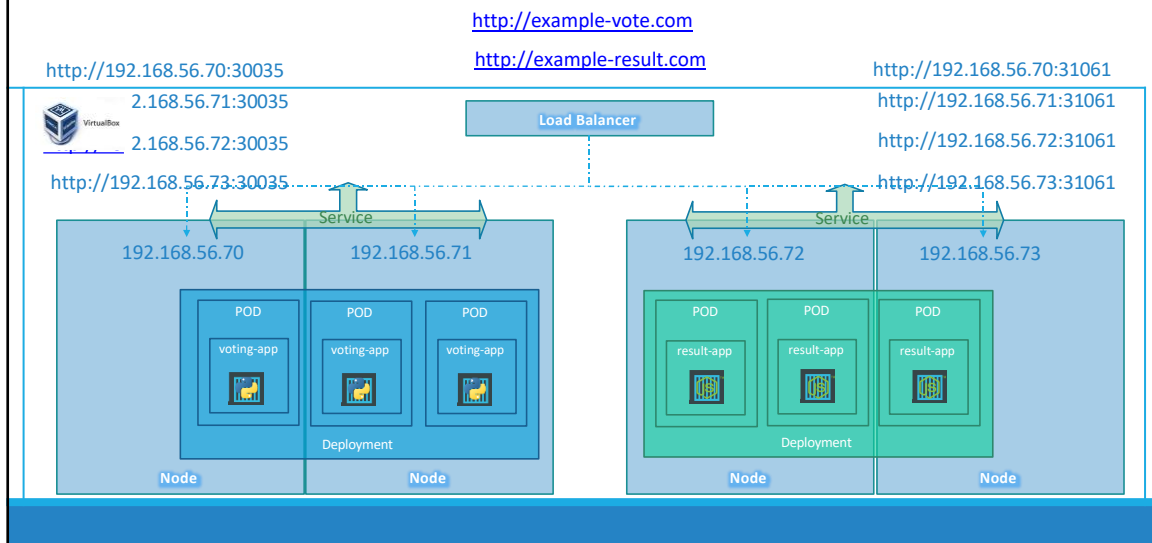 http://example-vote.com
http://example-result.com
http://192.168.56.70:30035
http://192.168.56.70:31061
2.168.56.71:30035
http://192.168.56.71:31061
VirtualBox
Load Balancer
2.168.56.72:30035
http://192.168.56.72:31061
http://192.168.56.73:30035
http://192.168.56.73:31061
Service
Service
192.168.56.70
192.168.56.71
192.168.56.72
192.168.56.73
POD
POD
POD
POD
POD
POD
voting-app
voting-app
voting-app
result-app
result-app
result-app
Deployment
Deployment
Node
Node
Node
Node